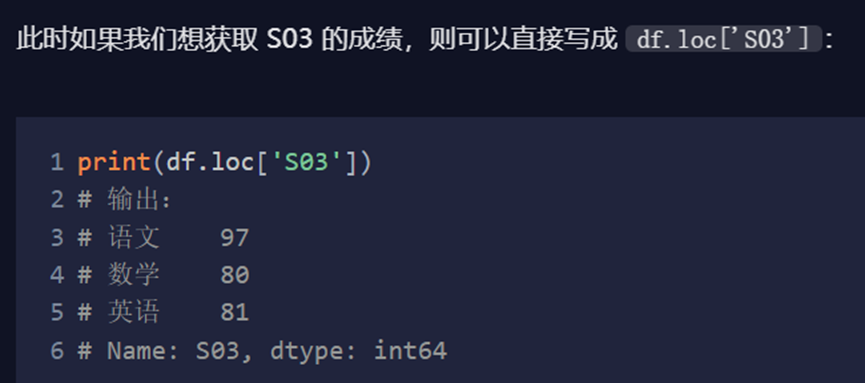 此时如果我们想获取 S03 的成绩，则可以直接写成 df.loc['S03']：
1 print(df.loc['S03'])
2 # 输出：
3 # 语文    97
4 # 数学    80
5 # 英语    81
6 # Name: S03, dtype: int64